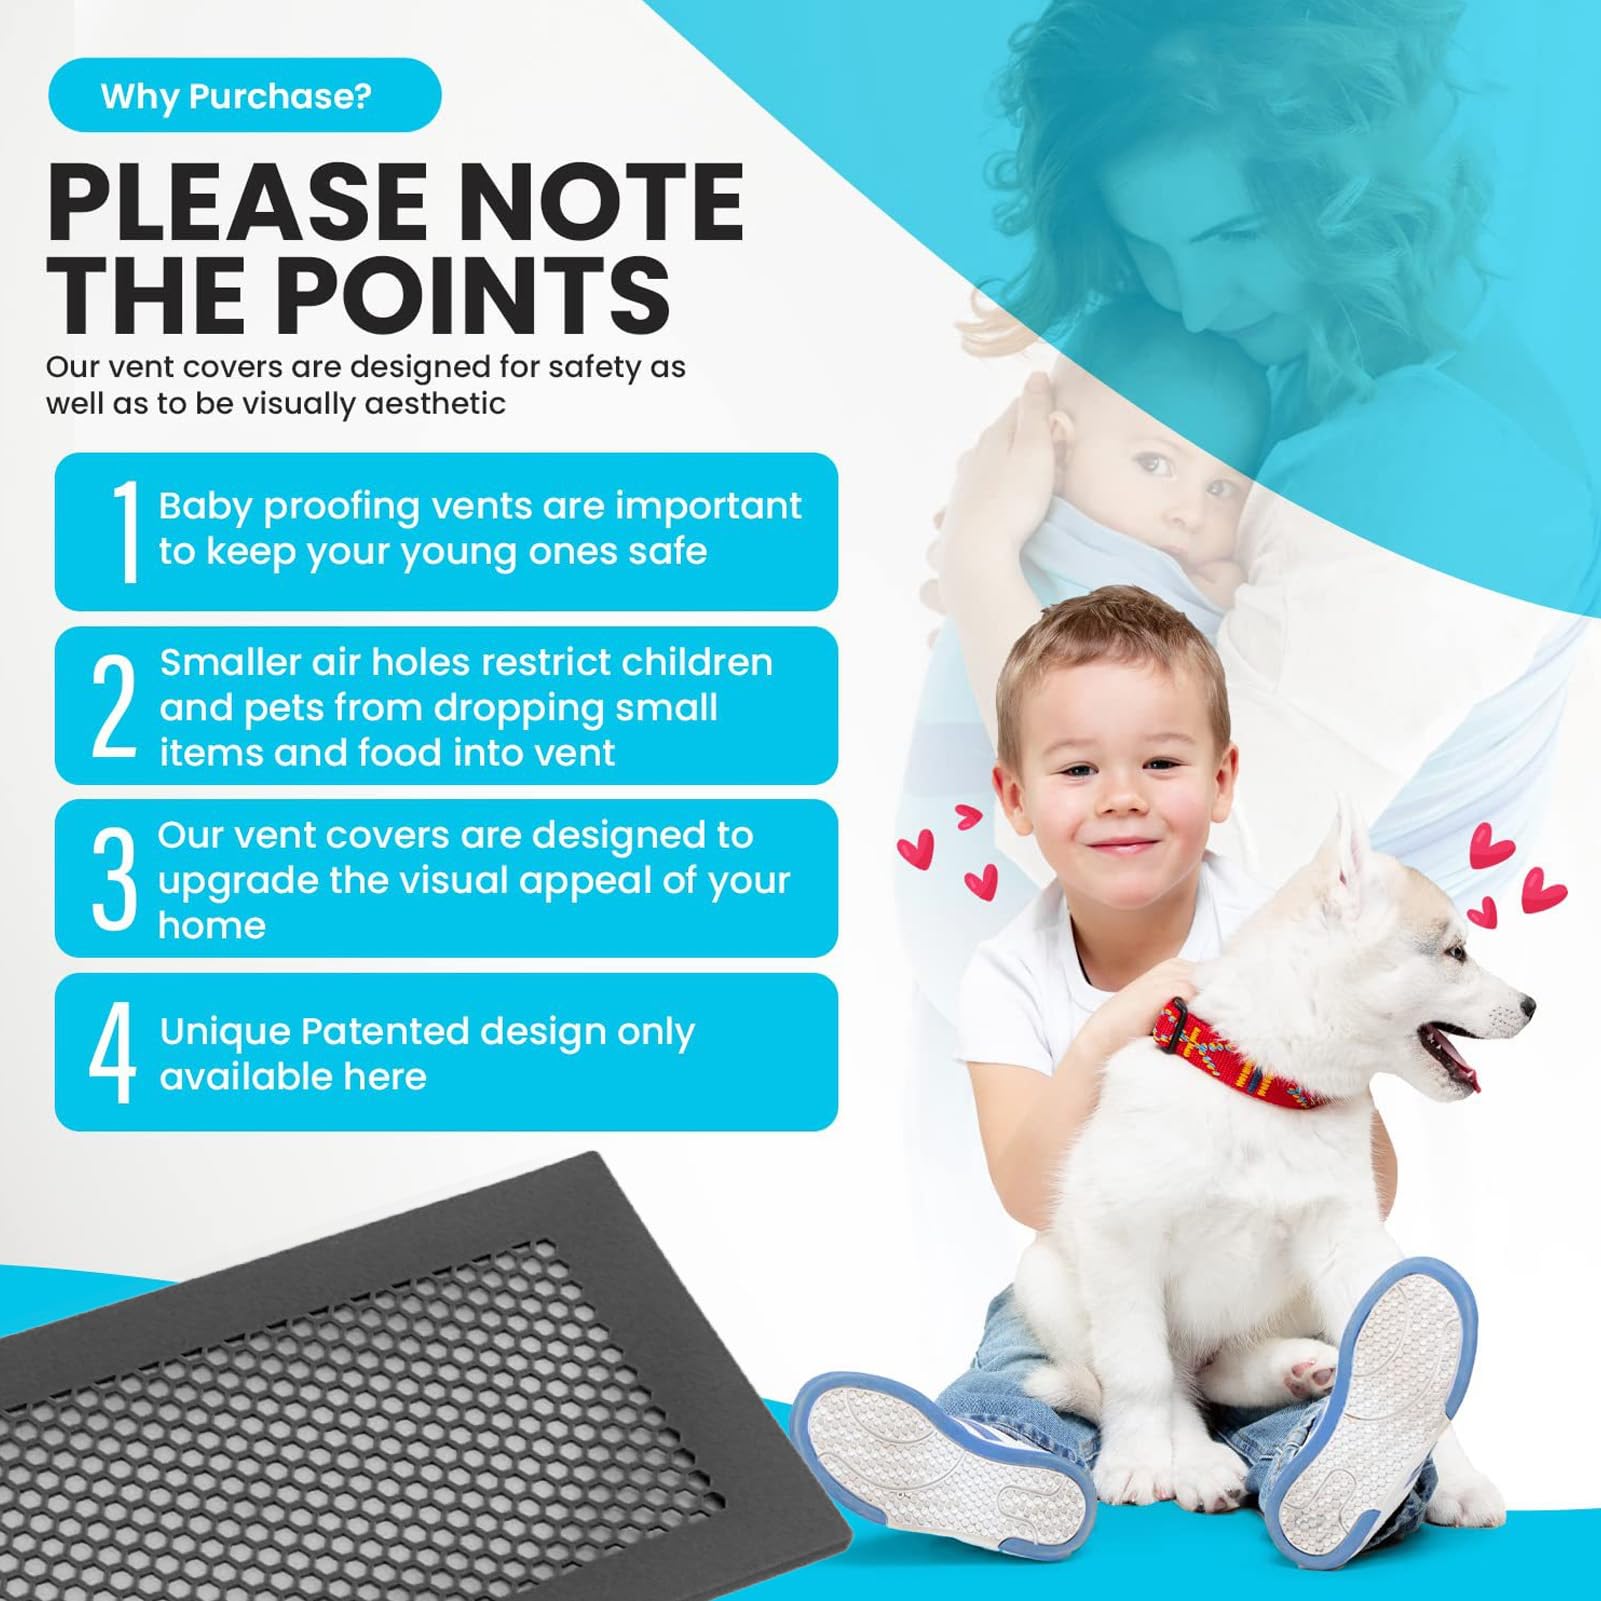 Why Purchase?
PLEASE NOTE
THE POINTS
Our vent covers are designed for safety as
well as to be visually aesthetic
1
Baby proofing vents are important
to keep your young ones safe
2
Smaller air holes restrict children
and pets from dropping small
items and food into vent
3
Our vent covers are designed to
upgrade the visual appeal of your
home
4
Unique Patented design only
available here